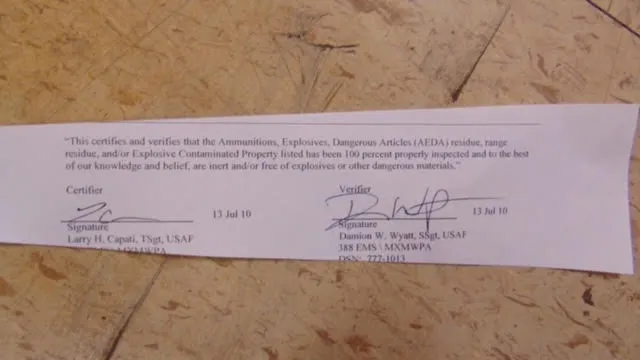 "This certifies and verifies that the Ammunitions, Explosives, Dangerous Articles (AEDA) residue, range
residue, and/or Explosive Contaminated Property listed has been 100 percent properly inspected and to the best
of our knowledge and belief, are inert and/or free of explosives or other dangerous materials."
Certifier
13 Jul 10
Signature
Larry H. Capati, TSgt, USAF
Verifier
13 Jul 10
Signature
Damion W. Wyatt, SSgt, USAF
388 EMS \ MXMWPA
DSN: 777-1013